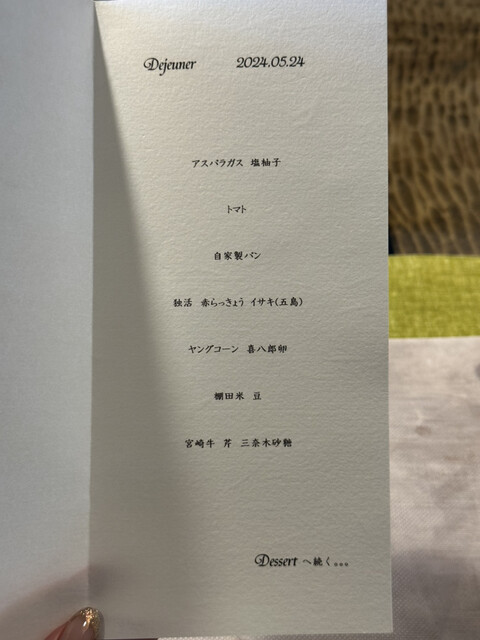 Dejeuner 2024.05.24
アスパラガス 塩柚子
トマト
自家製パン
独活 赤らっきょう イサキ(五島)
ヤングコーン 喜八郎卵
棚田米 豆
宮崎牛 芹 三奈木砂糖
Dessert へ続く。。。